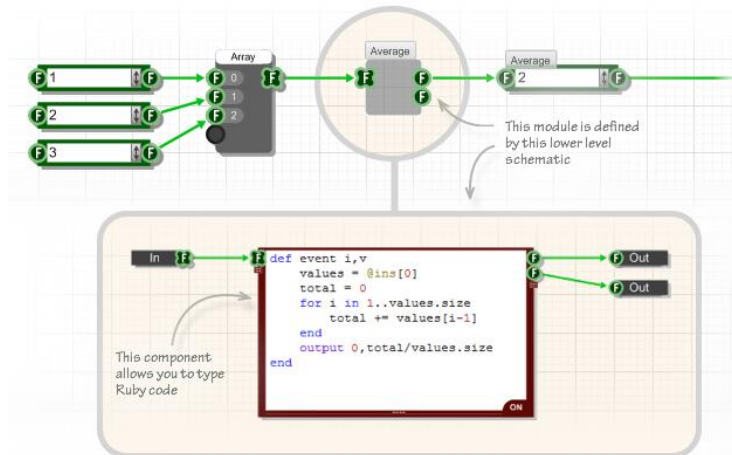 Array
Average
Average
F 1 F
F 0 F
F F
F 2 F
F 2 F
F 1
F
F 3 F
F 2
This module is defined
by this lower level
schematic
In F
F
def event i,v
values = @ins[0]
total = 0
for i in 1..values.size
total += values[i-1]
end
output 0,total/values.size
end
F
F
F Out
F Out
This component
allows you to type
Ruby code
ON